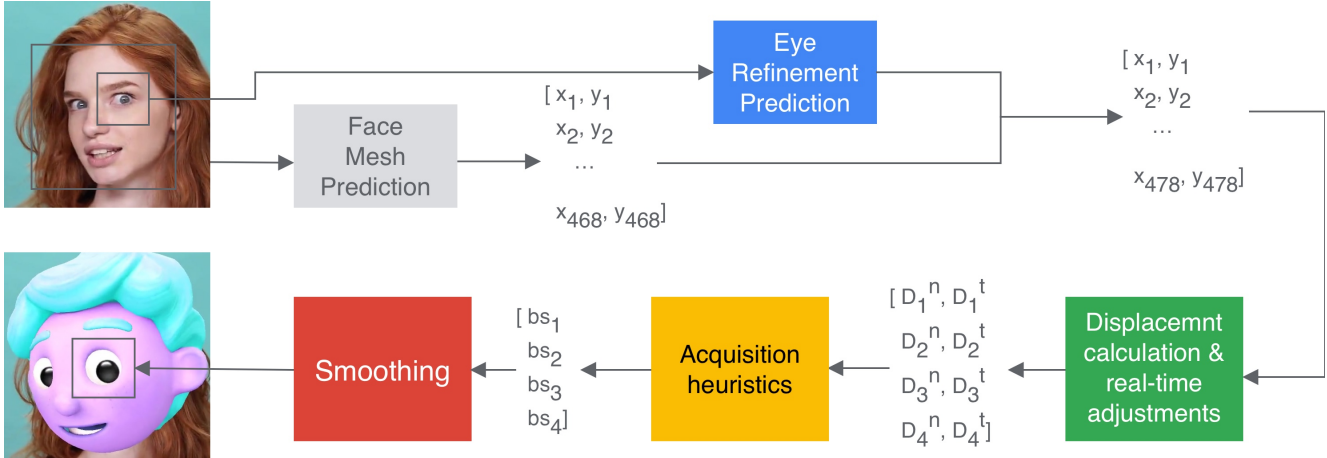 Eye
Refinement
Prediction
Face
Mesh
Prediction
[ x₁, y₁
x₂, y₂
...
x₄₆₈, y₄₆₈]
[ x₁, y₁
x₂, y₂
...
x₄₇₈, y₄₇₈]
Displacemnt
calculation &
real-time
adjustments
[ D₁ⁿ, D₁ᵗ
D₂ⁿ, D₂ᵗ
D₃ⁿ, D₃ᵗ
D₄ⁿ, D₄ᵗ]
Acquisition
heuristics
[ bs₁
bs₂
bs₃
bs₄]
Smoothing